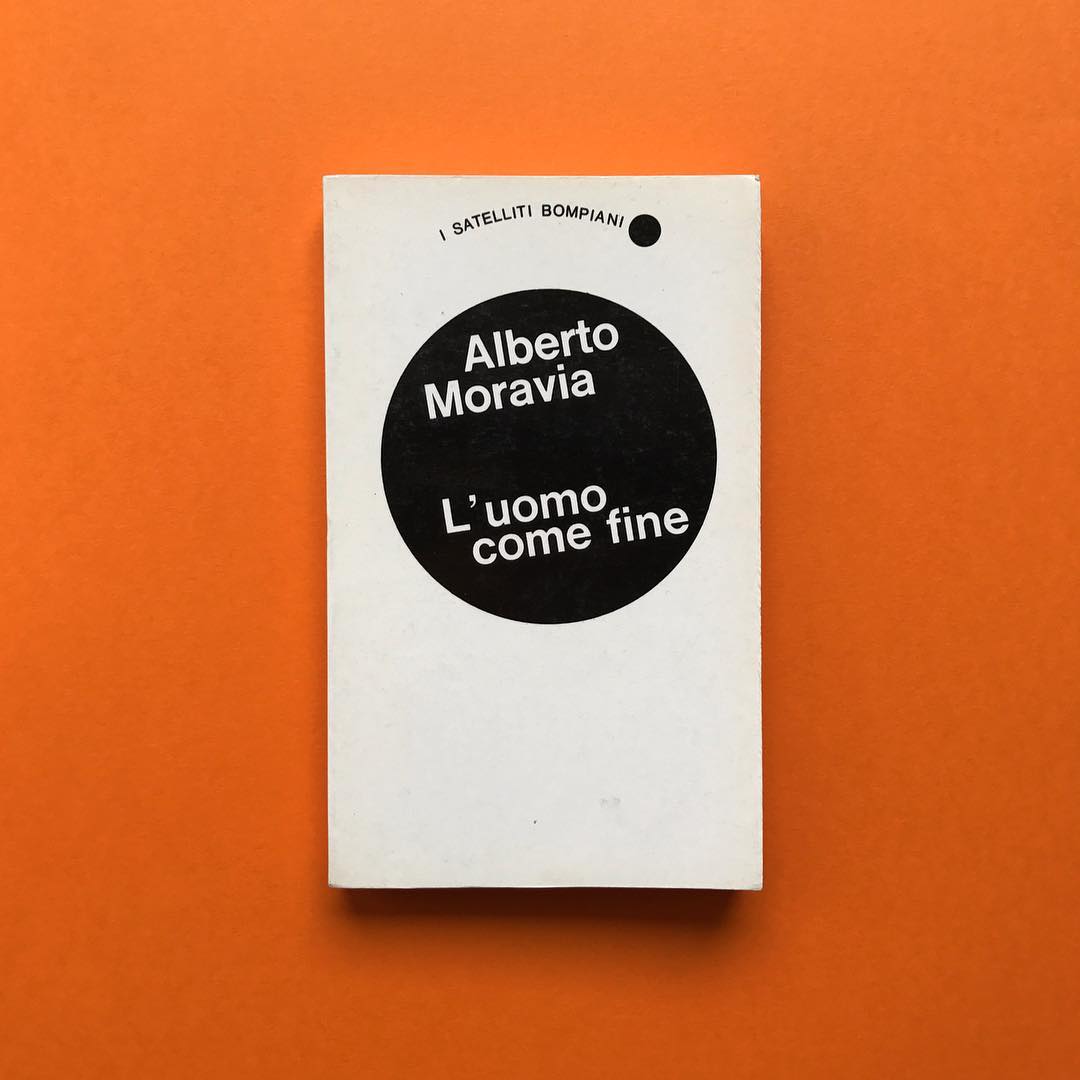 I SATELLITI BOMPIANI
Alberto
Moravia
L'uomo
come fine